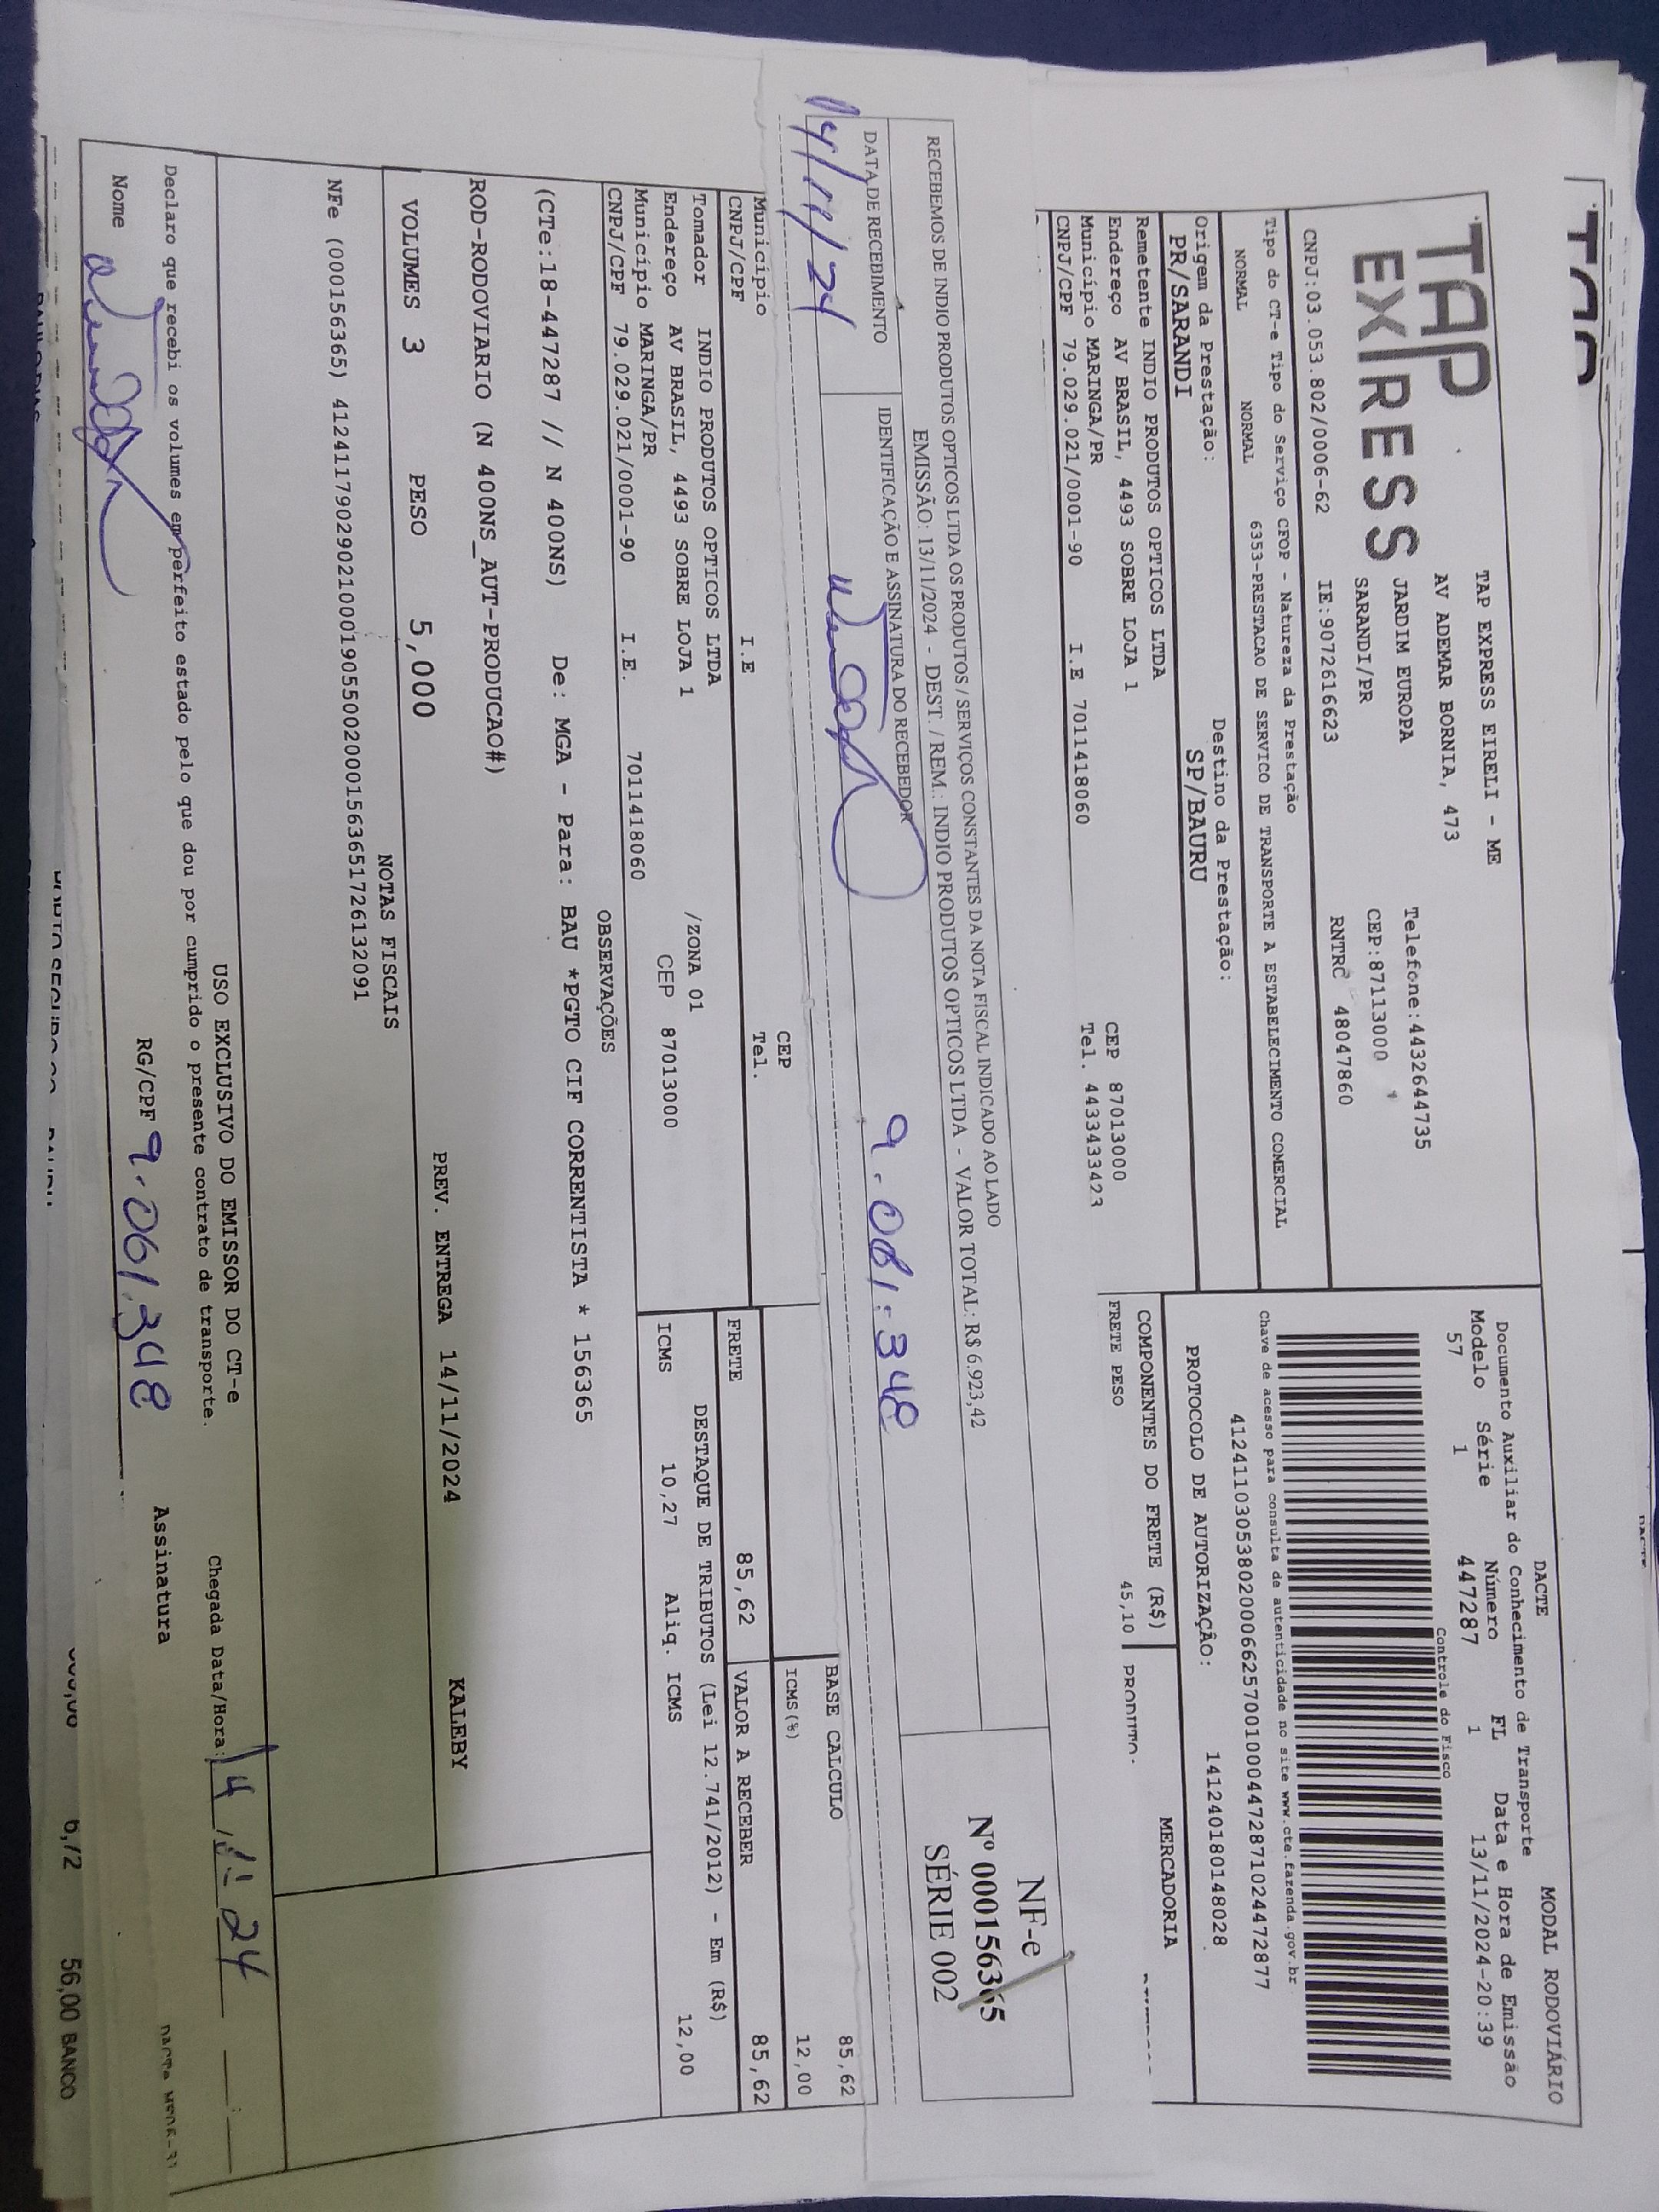 TAP
EXPRESS
TAP EXPRESS EIRELI - ME
AV ADEMAR BORNIA, 473
JARDIM EUROPA
SARANDI/PR
Telefone:4432644735
CEP:87113000
CNPJ:03.053.802/0006-62 IE:9072616623 RNTRC 48047860
DACTE
Documento Auxiliar do Conhecimento de Transporte
MODAL RODOVIÁRIO
Modelo Série Número FL Data e Hora de Emissão
57 1 447287 1 13/11/2024-20:39
Controle do Fisco
Chave de acesso para consulta de autenticidade no site www.cte.fazenda.gov.br
41241103053802000662570010004472871024472877
PROTOCOLO DE AUTORIZAÇÃO: 141240180148028
Tipo do CT-e Tipo do Serviço CFOP - Natureza da Prestação
NORMAL NORMAL 6353-PRESTACAO DE SERVICO DE TRANSPORTE A ESTABELECIMENTO COMERCIAL
Origem da Prestação: Destino da Prestação:
PR/SARANDI SP/BAURU
Remetente INDIO PRODUTOS OPTICOS LTDA
Endereço AV BRASIL, 4493 SOBRE LOJA 1 CEP 87013000
Município MARINGA/PR Tel. 4433433423
CNPJ/CPF 79.029.021/0001-90 I.E 7011418060
COMPONENTES DO FRETE (R$) MERCADORIA
FRETE PESO 45,10 PRODUTO:
RECEBEMOS DE INDIO PRODUTOS OPTICOS LTDA OS PRODUTOS / SERVIÇOS CONSTANTES DA NOTA FISCAL INDICADO AO LADO
EMISSÃO: 13/11/2024 - DEST. / REM.: INDIO PRODUTOS OPTICOS LTDA - VALOR TOTAL: R$ 6.923,42
DATA DE RECEBIMENTO IDENTIFICAÇÃO E ASSINATURA DO RECEBEDOR
14/11/24 9.061.348
NF-e
Nº 000156365
SÉRIE 002
Município CEP
CNPJ/CPF I.E Tel.
BASE CALCULO 85,62
ICMS(%) 12,00
FRETE 85,62 VALOR A RECEBER 85,62
Tomador INDIO PRODUTOS OPTICOS LTDA
Endereço AV BRASIL, 4493 SOBRE LOJA 1 /ZONA 01
Município MARINGA/PR CEP 87013000
CNPJ/CPF 79.029.021/0001-90 I.E. 7011418060
DESTAQUE DE TRIBUTOS (Lei 12.741/2012) - Em (R$)
ICMS 10,27 Aliq. ICMS 12,00
OBSERVAÇÕES
(CTe:18-447287 // N 400NS) De: MGA - Para: BAU *PGTO CIF CORRENTISTA * 156365
ROD-RODOVIARIO (N 400NS_AUT-PRODUCAO#)
VOLUMES 3 PESO 5,000 PREV. ENTREGA 14/11/2024 KALEBY
NOTAS FISCAIS
NFe (000156365) 41241179029021000190550020001563651726132091
USO EXCLUSIVO DO EMISSOR DO CT-e
Declaro que recebi os volumes em perfeito estado pelo que dou por cumprido o presente contrato de transporte.
Chegada Data/Hora: 14/11 24
Nome RG/CPF 9.061.348 Assinatura
6,72 56,00 BANCO